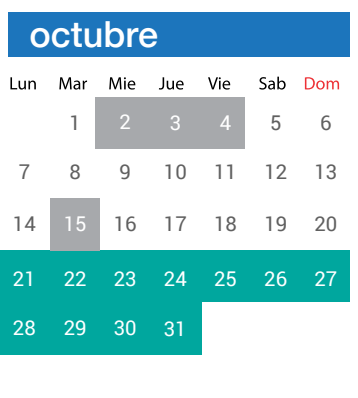 octubre
Lun Mar Mie Jue Vie Sab Dom
1 2 3 4 5 6
7 8 9 10 11 12 13
14 15 16 17 18 19 20
21 22 23 24 25 26 27
28 29 30 31